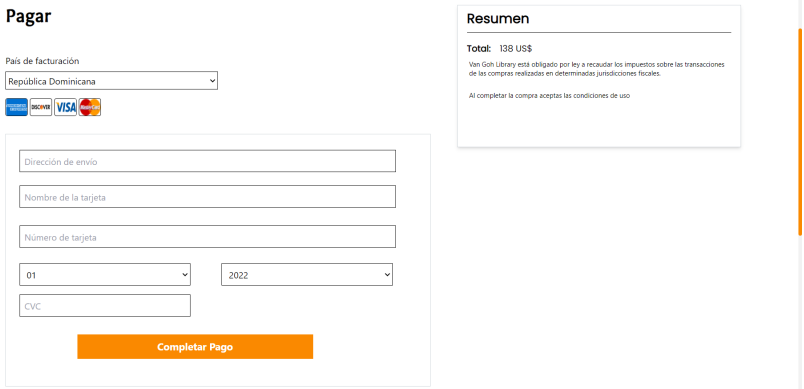 Pagar
País de facturación
República Dominicana
DISCOVER VISA MasterCard
Dirección de envío
Nombre de la tarjeta
Número de tarjeta
01
2022
CVC
Completar Pago
Resumen
Total: 138 US$
Van Goh Library está obligado por ley a recaudar los impuestos sobre las transacciones
de las compras realizadas en determinadas jurisdicciones fiscales.
Al completar la compra aceptas las condiciones de uso